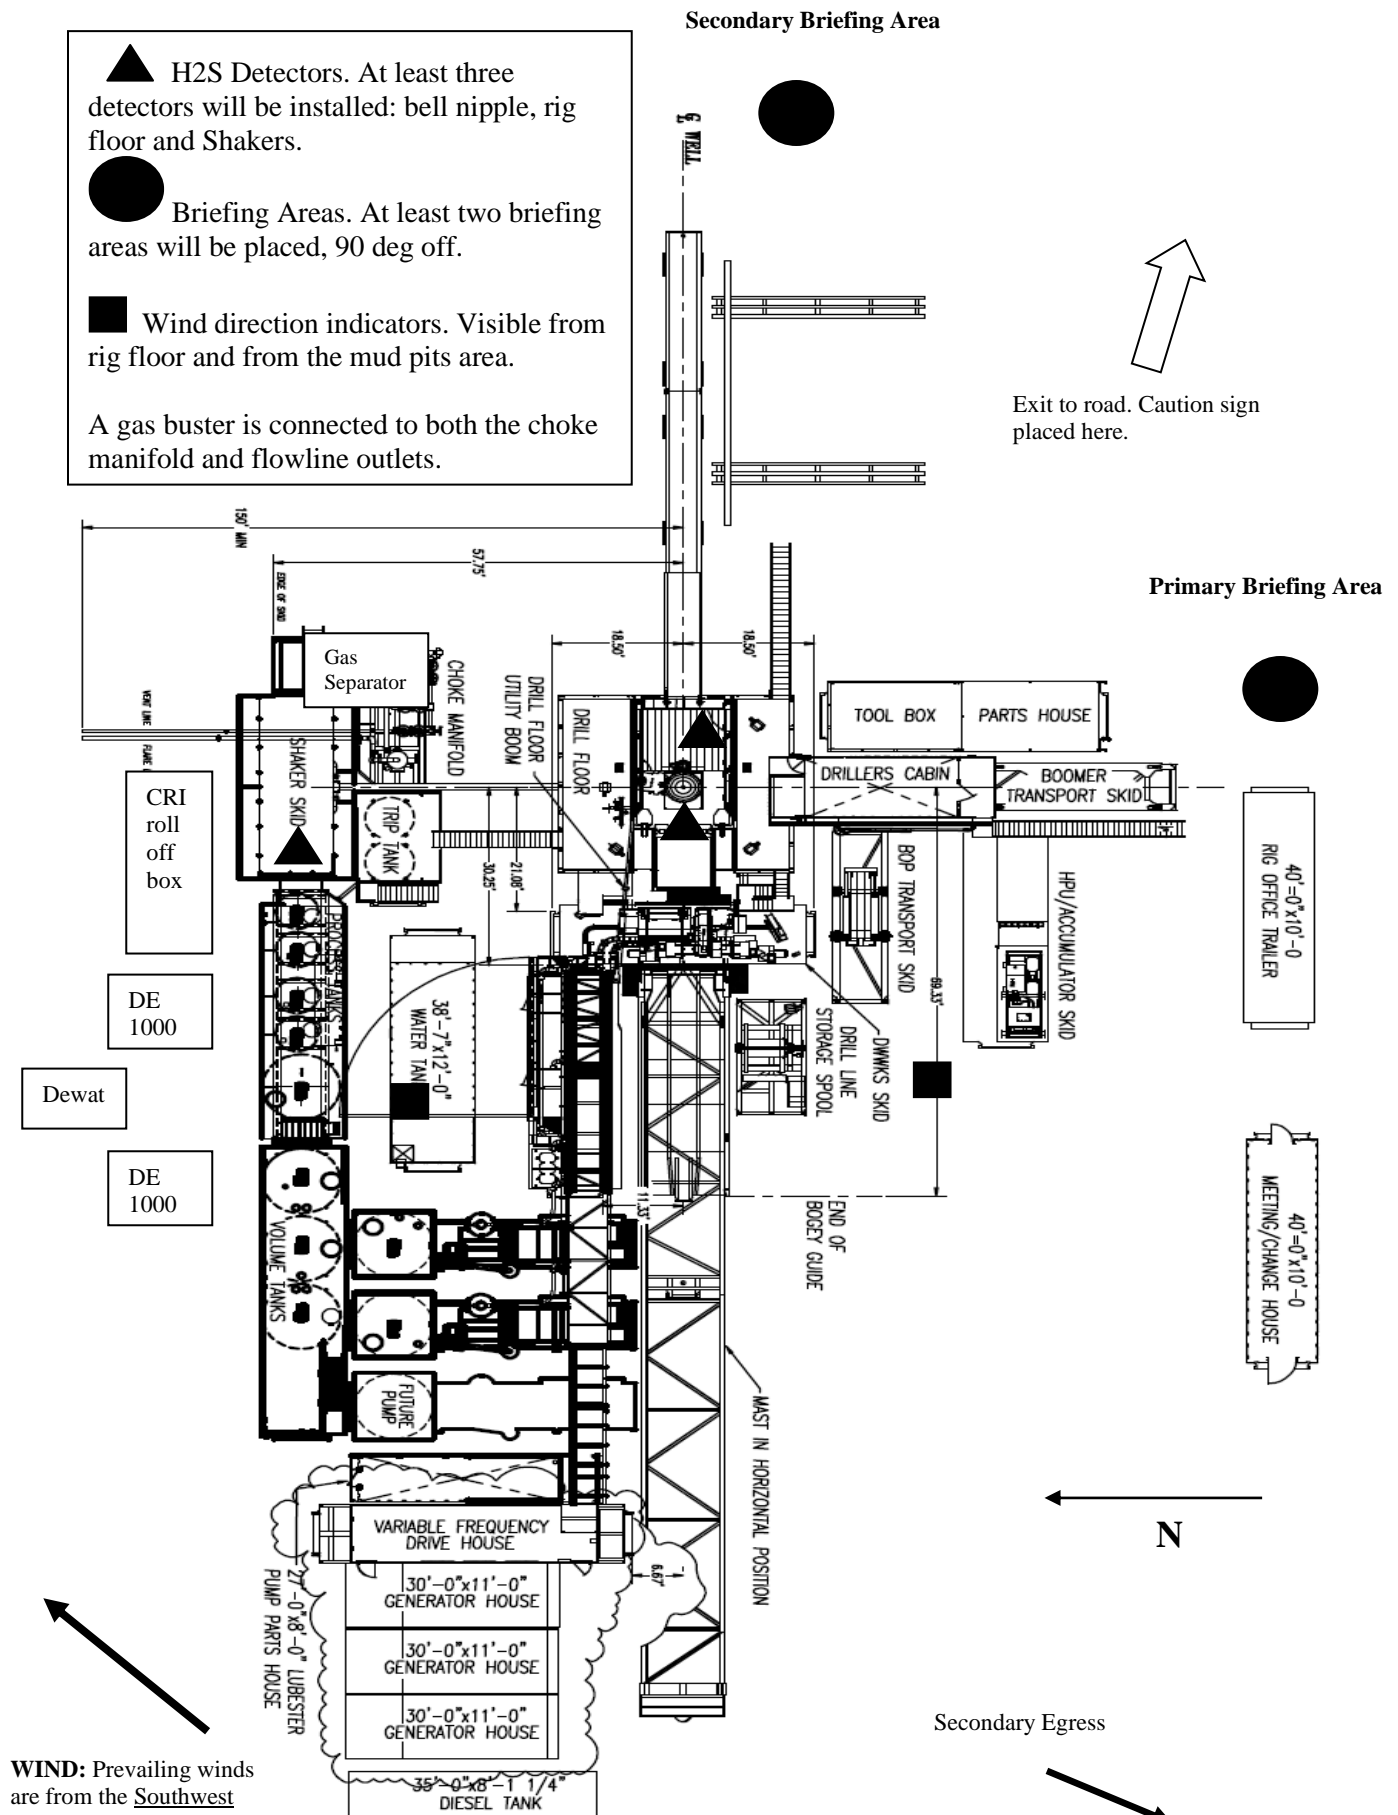 Secondary Briefing Area
H2S Detectors. At least three
detectors will be installed: bell nipple, rig
floor and Shakers.
Briefing Areas. At least two briefing
areas will be placed, 90 deg off.
Wind direction indicators. Visible from
rig floor and from the mud pits area.
A gas buster is connected to both the choke
manifold and flowline outlets.
WELL
Exit to road. Caution sign
placed here.
150' MIN
57.75'
EDGE OF SKID
18.50'
18.50'
Primary Briefing Area
Gas
Separator
CHOKE MANIFOLD
DRILL FLOOR
UTILITY BOOM
DRILL FLOOR
TOOL BOX
PARTS HOUSE
VENT LINE
SHAKER SKID
DRILLERS CABIN
BOOMER
TRANSPORT SKID
CRI
roll
off
box
TRIP TANK
30.25'
21.08'
BOP TRANSPORT SKID
HPU/ACCUMULATOR SKID
40'=0"x10'-0
RIG OFFICE TRAILER
PROCESS TANKS
DE
1000
38'-7"x12'-0"
WATER TANK
69.33'
DRILL LINE
STORAGE SPOOL
DWWKS SKID
Dewat
DE
1000
VOLUME TANKS
11.33'
END OF
BOGEY GUIDE
40'=0"x10'-0
MEETING/CHANGE HOUSE
FUTURE
PUMP
MAST IN HORIZONTAL POSITION
N
VARIABLE FREQUENCY
DRIVE HOUSE
6.67'
27'-0"x8'-0" LUBESTER
PUMP PARTS HOUSE
30'-0"x11'-0"
GENERATOR HOUSE
30'-0"x11'-0"
GENERATOR HOUSE
30'-0"x11'-0"
GENERATOR HOUSE
Secondary Egress
WIND: Prevailing winds
are from the Southwest
35'-0"x8'-1 1/4"
DIESEL TANK